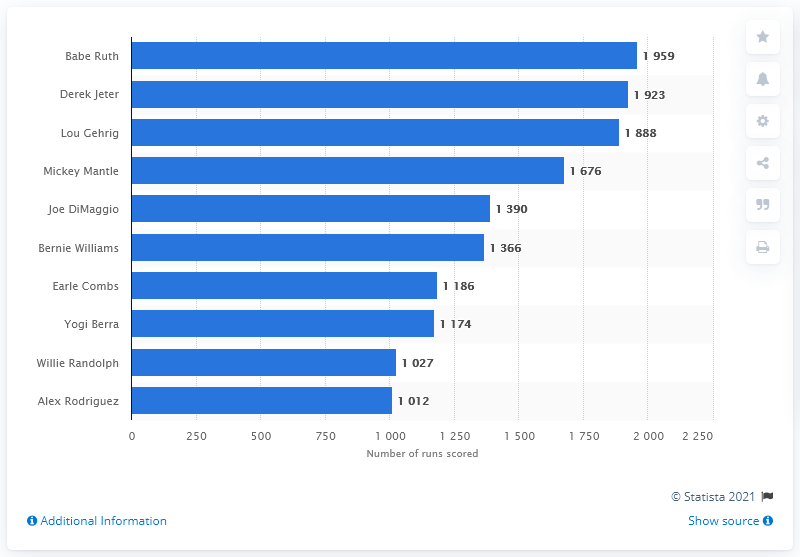 Babe Ruth 1 959
Derek Jeter 1 923
Lou Gehrig 1 888
Mickey Mantle 1 676
Joe DiMaggio 1 390
Bernie Williams 1 366
Earle Combs 1 186
Yogi Berra 1 174
Willie Randolph 1 027
Alex Rodriguez 1 012
0 250 500 750 1 000 1 250 1 500 1 750 2 000 2 250
Number of runs scored
© Statista 2021
Additional Information Show source